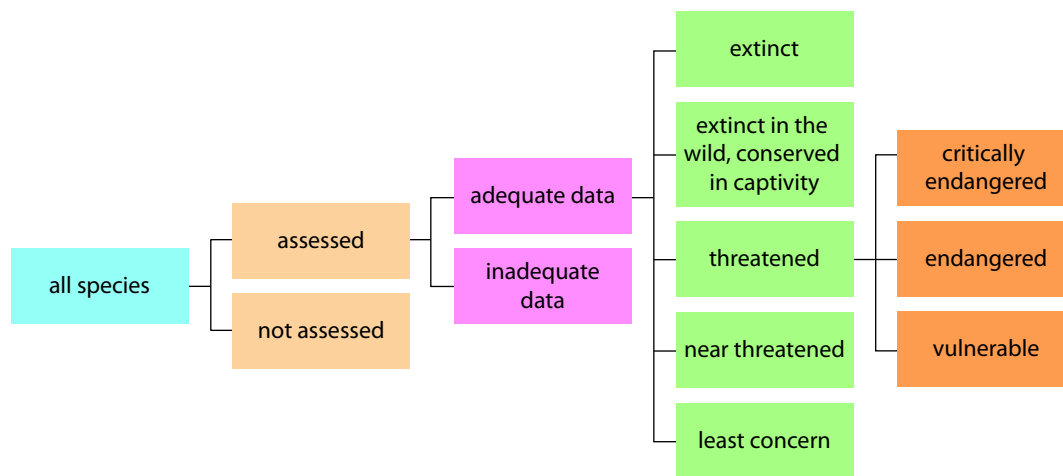 all species
assessed
not assessed
adequate data
inadequate
data
extinct
extinct in the
wild, conserved
in captivity
threatened
near threatened
least concern
critically
endangered
endangered
vulnerable